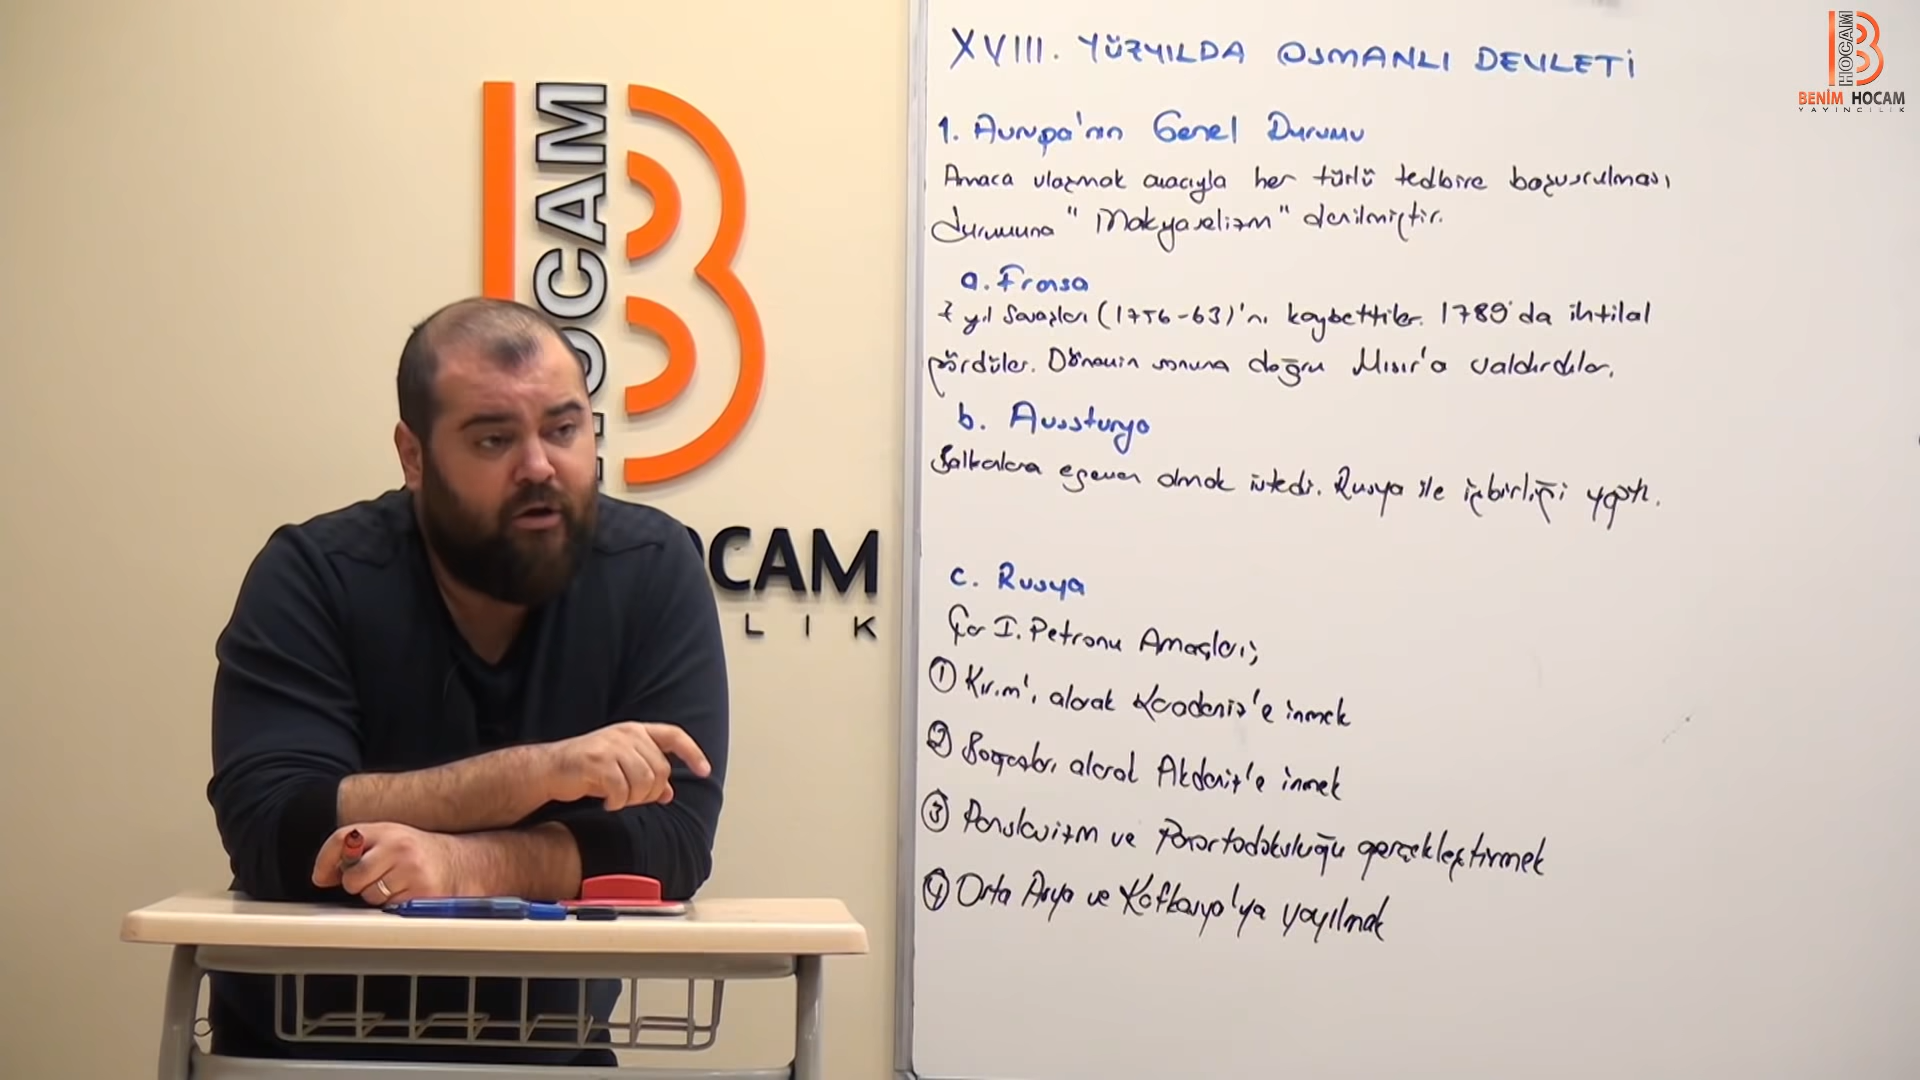 HOCAM
B
HOCAM
LIK
HOCAM
B
BENİM HOCAM
YAYINCILIK
XVIII. YÜZYILDA OSMANLI DEVLETİ
1. Avrupa'nın Genel Durumu
Amaca ulaşmak amacıyla her türlü tedbire başvurulması
durumuna "Makyavelizm" denilmiştir.
a. Fransa
7 yıl Savaşları (1756-63)'nı kaybettiler. 1789'da ihtilal
gördüler. Dönemin sonuna doğru Mısır'a saldırdılar.
b. Avusturya
Balkanlara egemen olmak istedi. Rusya ile işbirliği yaptı.
c. Rusya
Çar I. Petronu Amaçları;
① Kırım'ı alarak Karadeniz'e inmek
② Boğazları alarak Akdeniz'e inmek
③ Panslavizm ve Panortodoksluğu gerçekleştirmek
④ Orta Asya ve Kafkasya'ya yayılmak